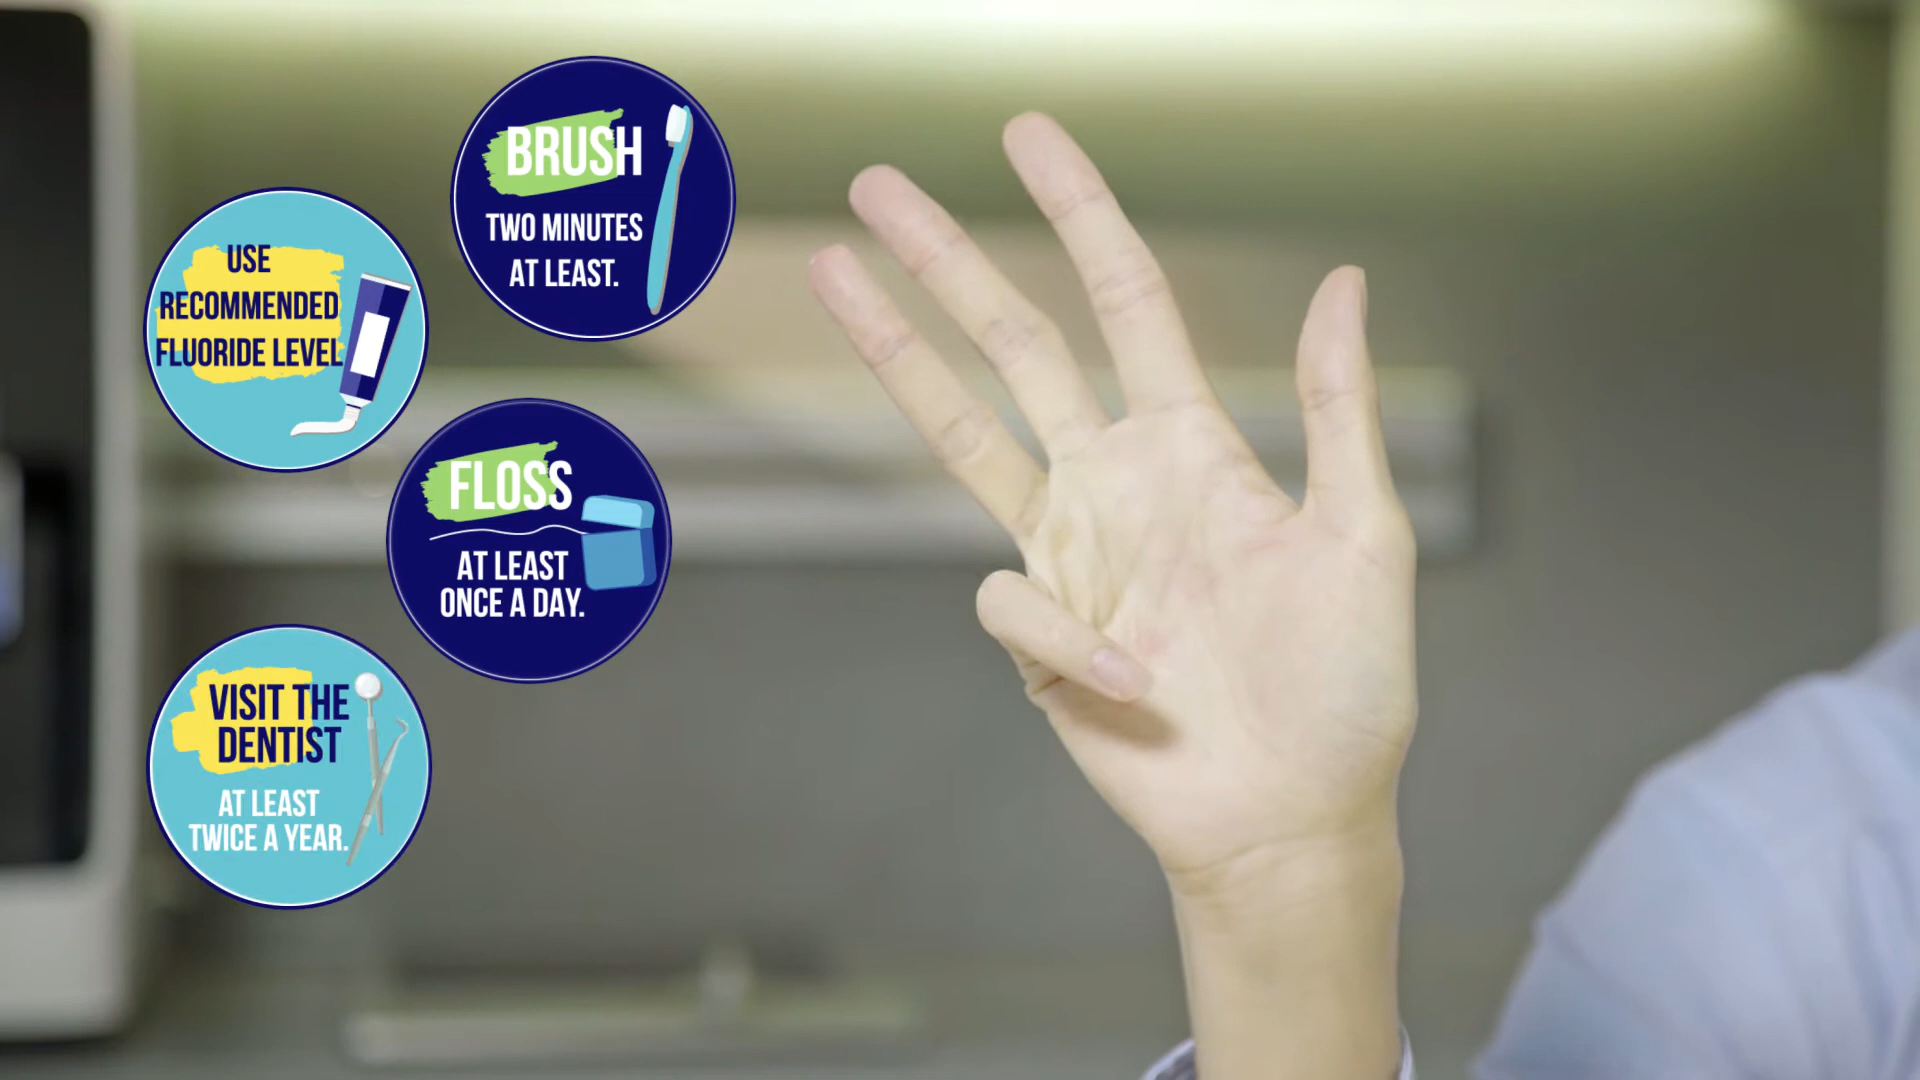 BRUSH
TWO MINUTES
AT LEAST.
USE
RECOMMENDED
FLUORIDE LEVEL
FLOSS
AT LEAST
ONCE A DAY.
VISIT THE
DENTIST
AT LEAST
TWICE A YEAR.